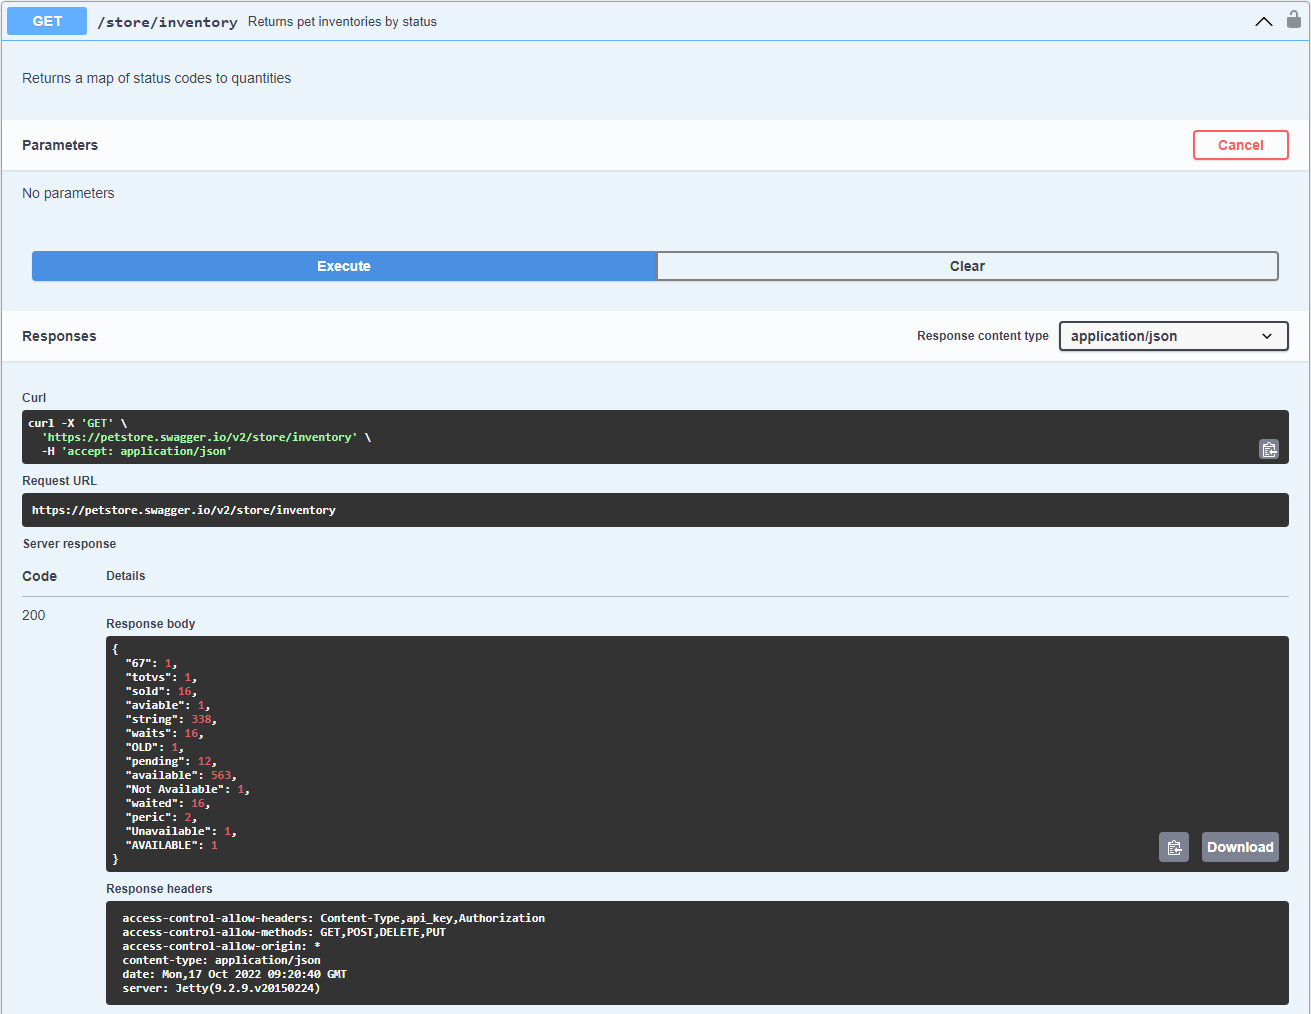 GET /store/inventory Returns pet inventories by status
Returns a map of status codes to quantities
Parameters Cancel
No parameters
Execute Clear
Responses Response content type application/json
Curl
curl -X 'GET' \
  'https://petstore.swagger.io/v2/store/inventory' \
  -H 'accept: application/json'
Request URL
https://petstore.swagger.io/v2/store/inventory
Server response
Code Details
200
Response body
{
  "67": 1,
  "totvs": 1,
  "sold": 16,
  "aviable": 1,
  "string": 338,
  "waits": 16,
  "OLD": 1,
  "pending": 12,
  "available": 563,
  "Not Available": 1,
  "waited": 16,
  "peric": 2,
  "Unavailable": 1,
  "AVAILABLE": 1
}
Download
Response headers
access-control-allow-headers: Content-Type,api_key,Authorization
access-control-allow-methods: GET,POST,DELETE,PUT
access-control-allow-origin: *
content-type: application/json
date: Mon,17 Oct 2022 09:20:40 GMT
server: Jetty(9.2.9.v20150224)